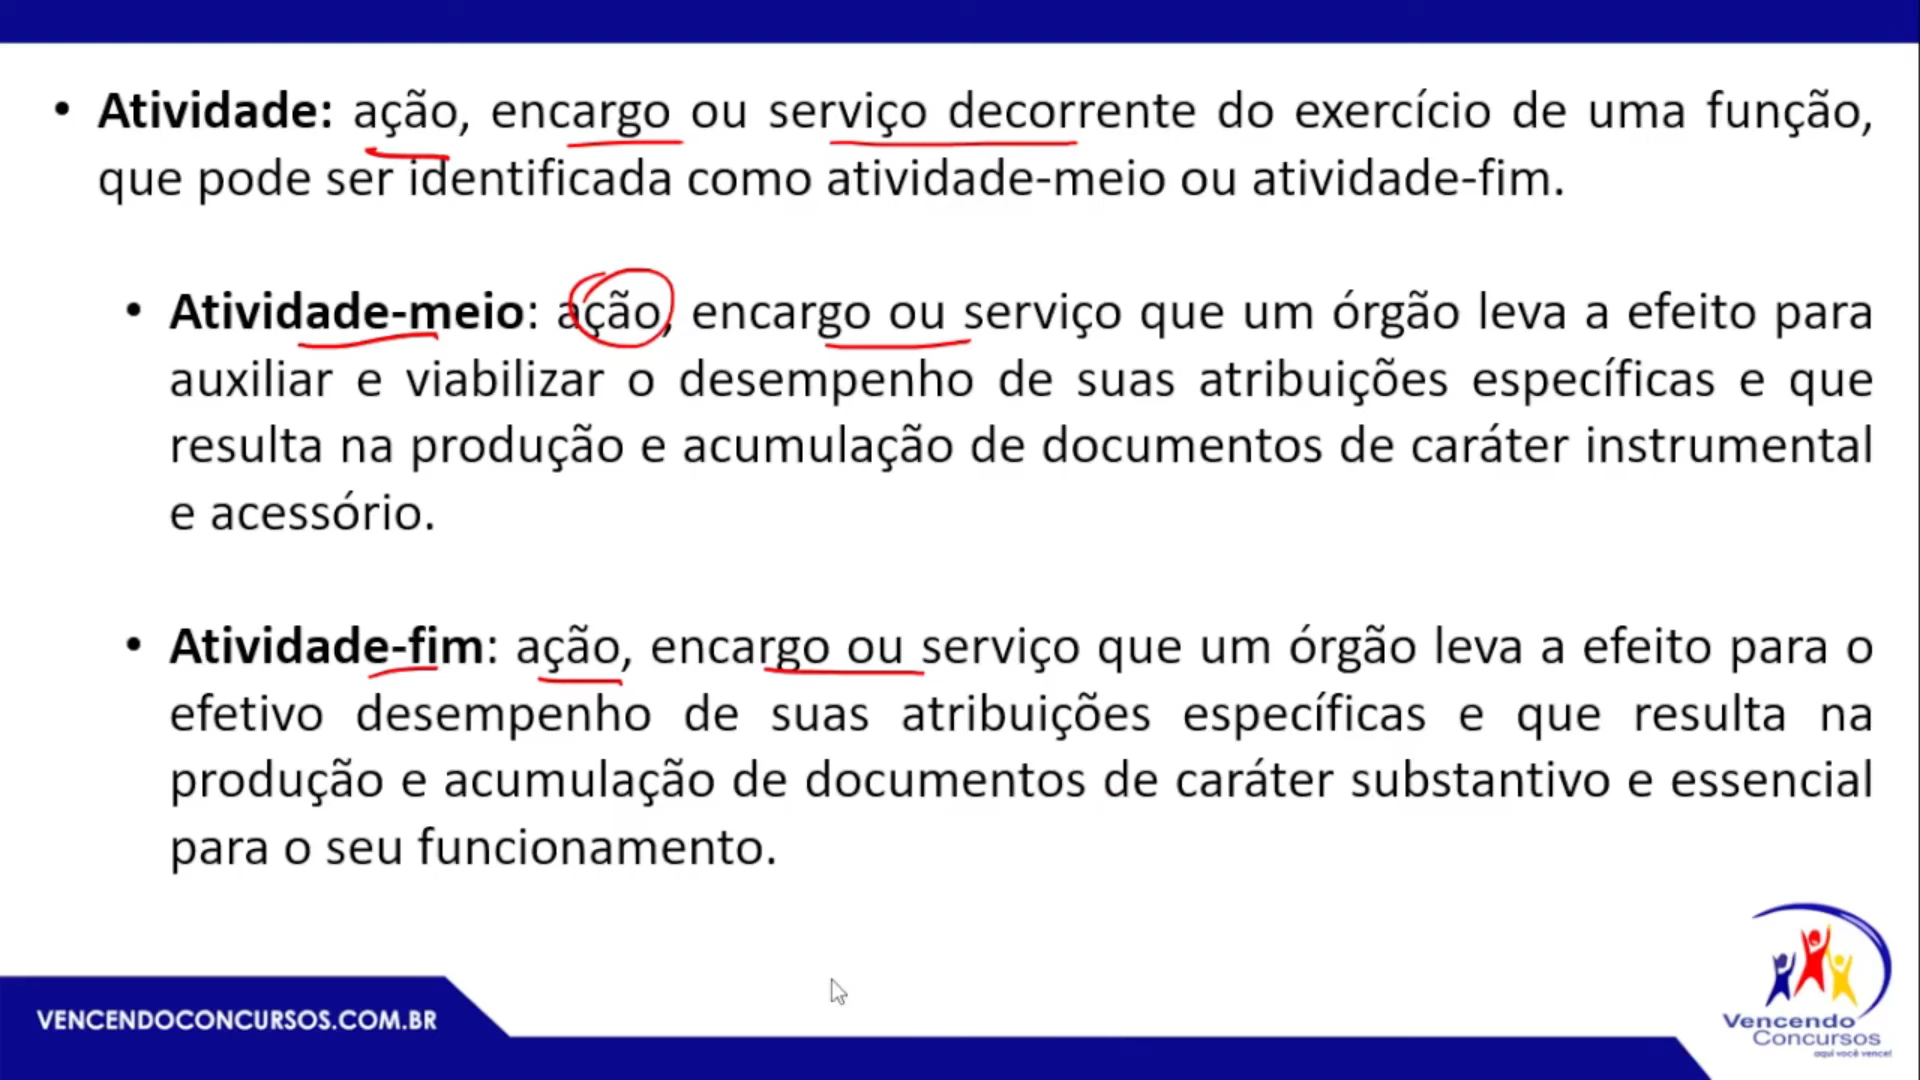 • Atividade: ação, encargo ou serviço decorrente do exercício de uma função,
que pode ser identificada como atividade-meio ou atividade-fim.
• Atividade-meio: ação, encargo ou serviço que um órgão leva a efeito para
auxiliar e viabilizar o desempenho de suas atribuições específicas e que
resulta na produção e acumulação de documentos de caráter instrumental
e acessório.
• Atividade-fim: ação, encargo ou serviço que um órgão leva a efeito para o
efetivo desempenho de suas atribuições específicas e que resulta na
produção e acumulação de documentos de caráter substantivo e essencial
para o seu funcionamento.
VENCENDOCONCURSOS.COM.BR
Vencendo
Concursos
aqui você vence!